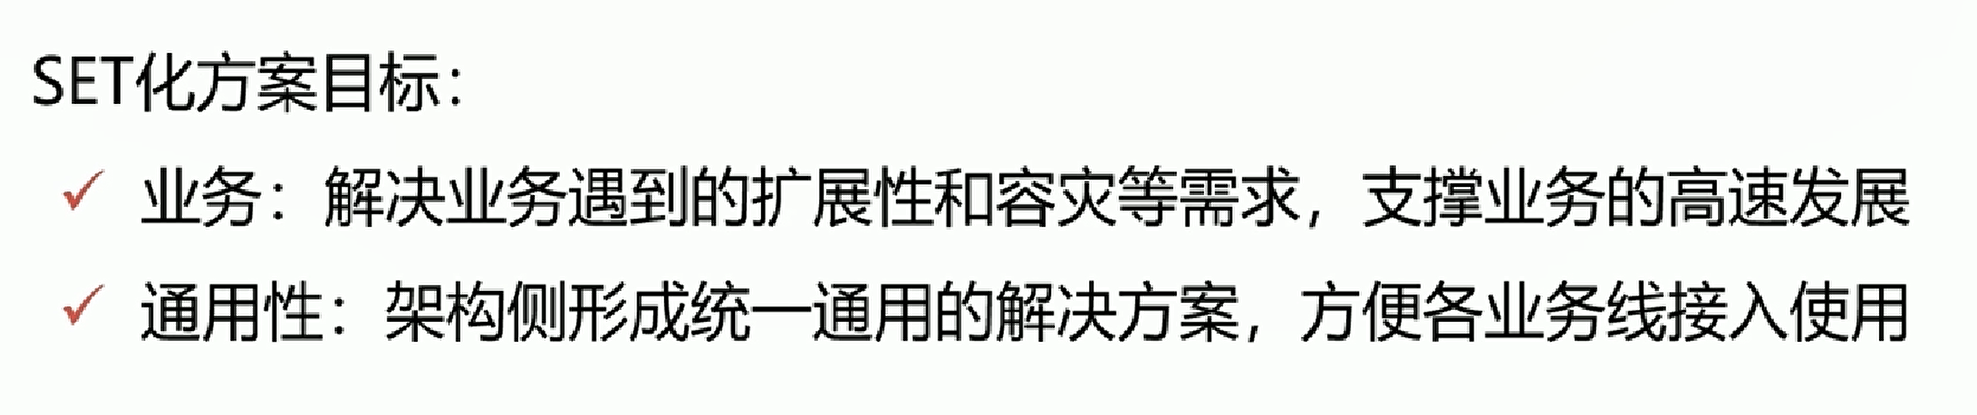 SET化方案目标：
✓ 业务：解决业务遇到的扩展性和容灾等需求，支撑业务的高速发展
✓ 通用性：架构侧形成统一通用的解决方案，方便各业务线接入使用